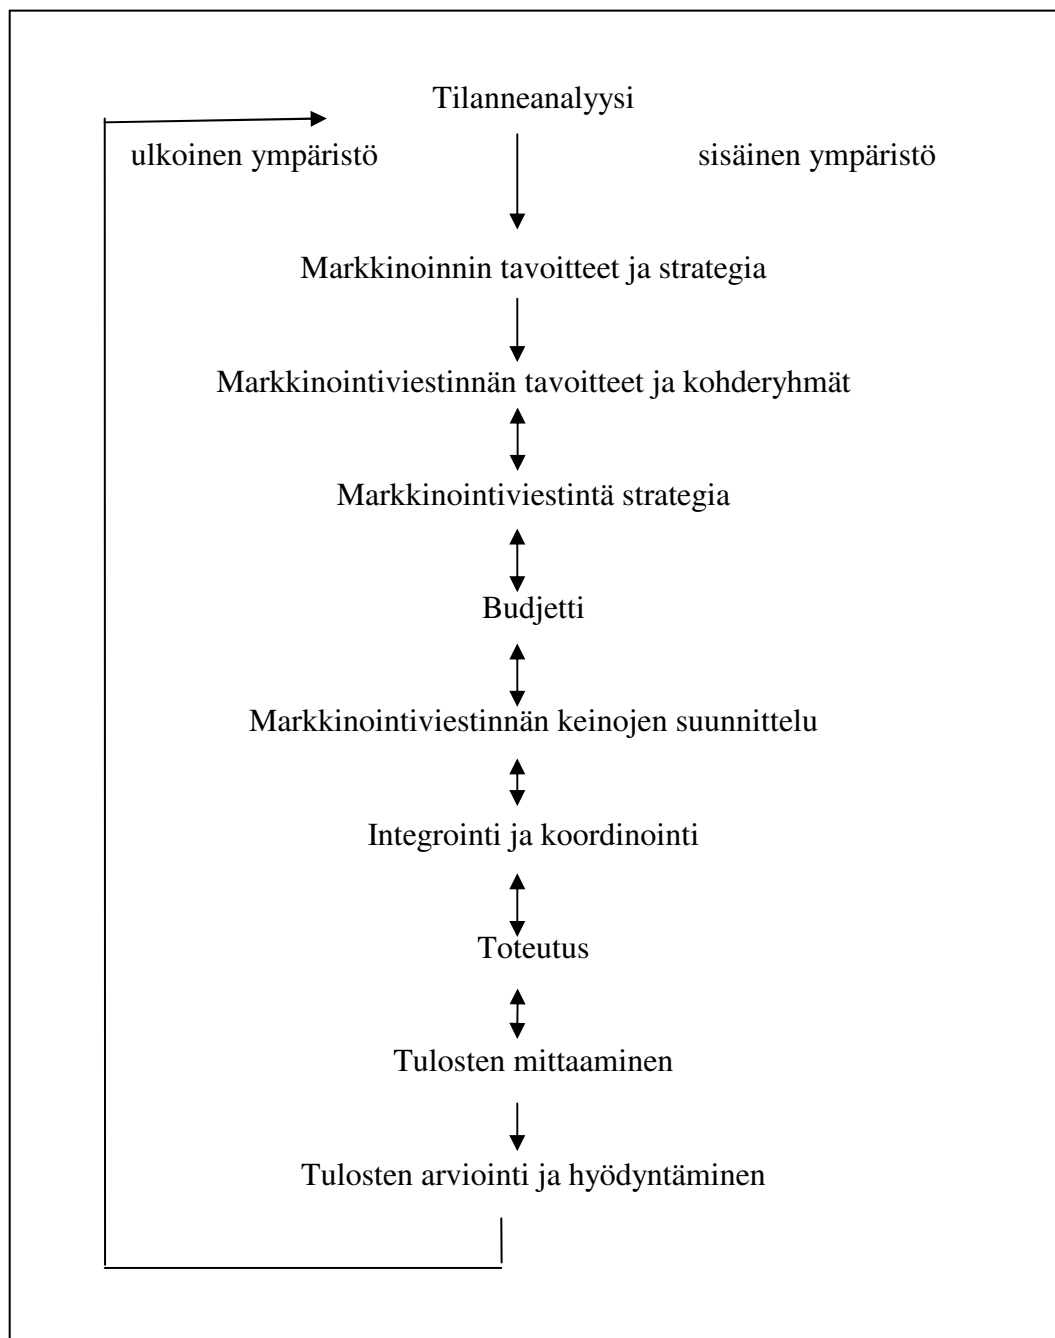 Tilanneanalyysi
ulkoinen ympäristö sisäinen ympäristö
Markkinoinnin tavoitteet ja strategia
Markkinointiviestinnän tavoitteet ja kohderyhmät
Markkinointiviestintä strategia
Budjetti
Markkinointiviestinnän keinojen suunnittelu
Integrointi ja koordinointi
Toteutus
Tulosten mittaaminen
Tulosten arviointi ja hyödyntäminen